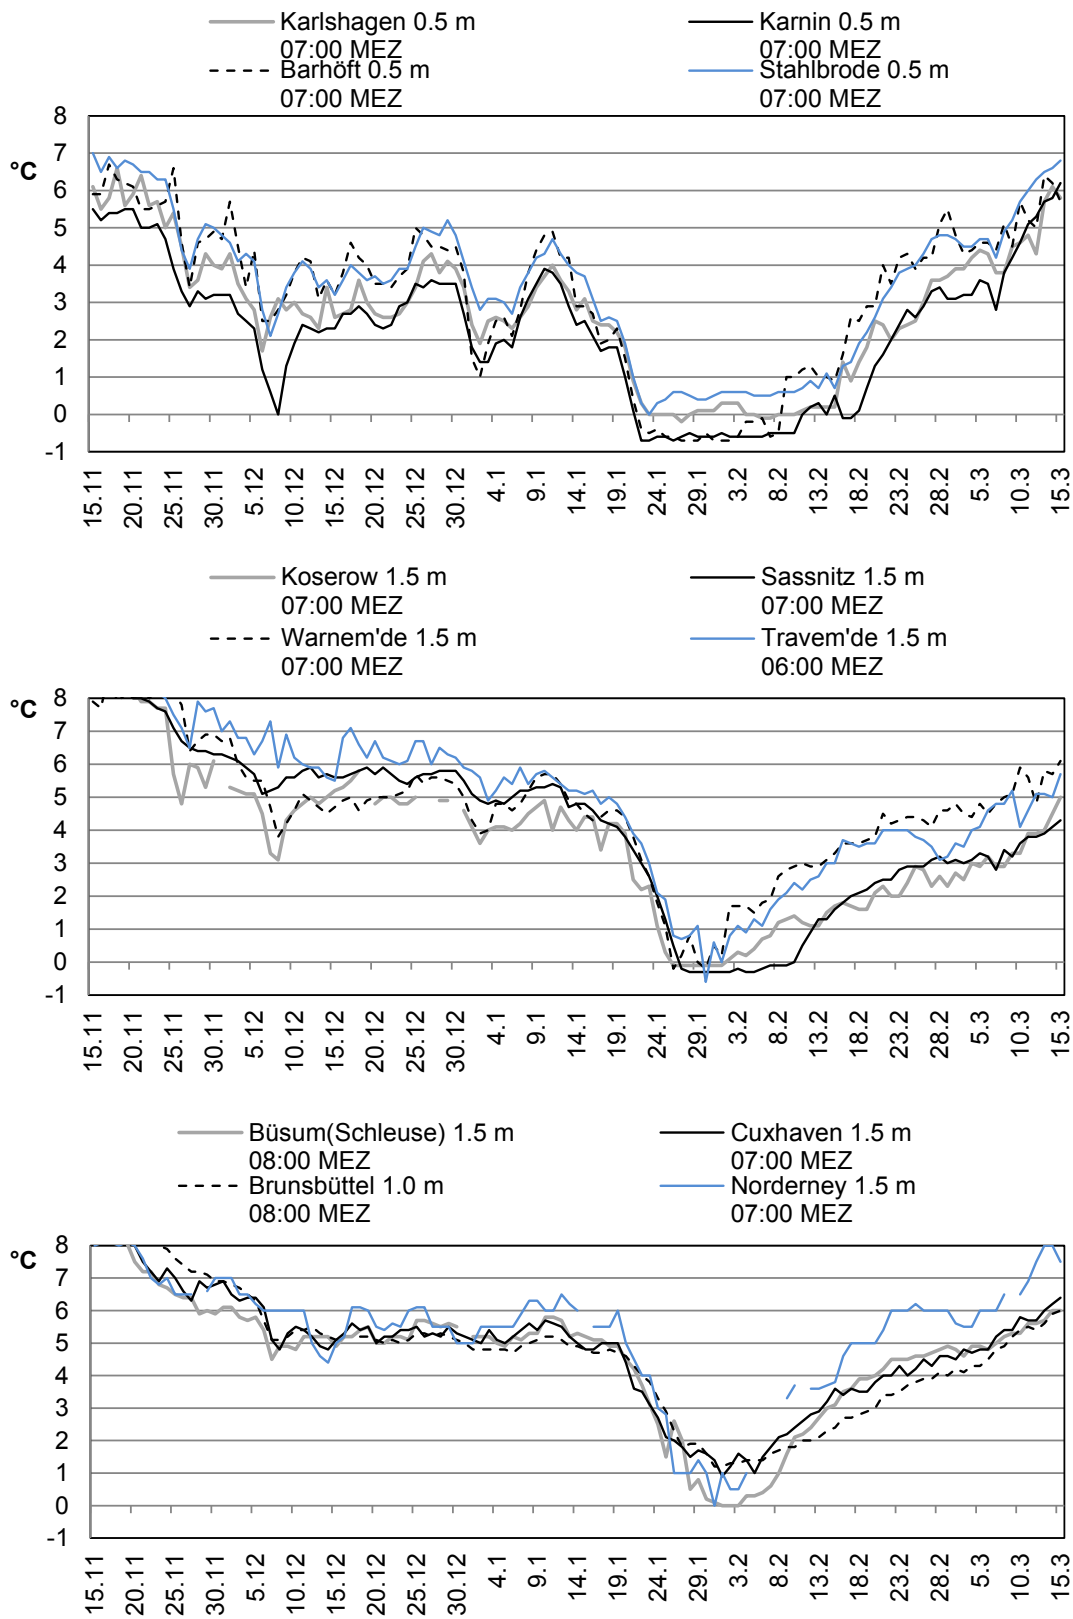 Karlshagen 0.5 m Karnin 0.5 m
07:00 MEZ 07:00 MEZ
Barhöft 0.5 m Stahlbrode 0.5 m
07:00 MEZ 07:00 MEZ
°C
8
7
6
5
4
3
2
1
0
-1
15.11 20.11 25.11 30.11 5.12 10.12 15.12 20.12 25.12 30.12 4.1 9.1 14.1 19.1 24.1 29.1 3.2 8.2 13.2 18.2 23.2 28.2 5.3 10.3 15.3
Koserow 1.5 m Sassnitz 1.5 m
07:00 MEZ 07:00 MEZ
Warnem'de 1.5 m Travem'de 1.5 m
07:00 MEZ 06:00 MEZ
°C
8
7
6
5
4
3
2
1
0
-1
15.11 20.11 25.11 30.11 5.12 10.12 15.12 20.12 25.12 30.12 4.1 9.1 14.1 19.1 24.1 29.1 3.2 8.2 13.2 18.2 23.2 28.2 5.3 10.3 15.3
Büsum(Schleuse) 1.5 m Cuxhaven 1.5 m
08:00 MEZ 07:00 MEZ
Brunsbüttel 1.0 m Norderney 1.5 m
08:00 MEZ 07:00 MEZ
°C
8
7
6
5
4
3
2
1
0
-1
15.11 20.11 25.11 30.11 5.12 10.12 15.12 20.12 25.12 30.12 4.1 9.1 14.1 19.1 24.1 29.1 3.2 8.2 13.2 18.2 23.2 28.2 5.3 10.3 15.3